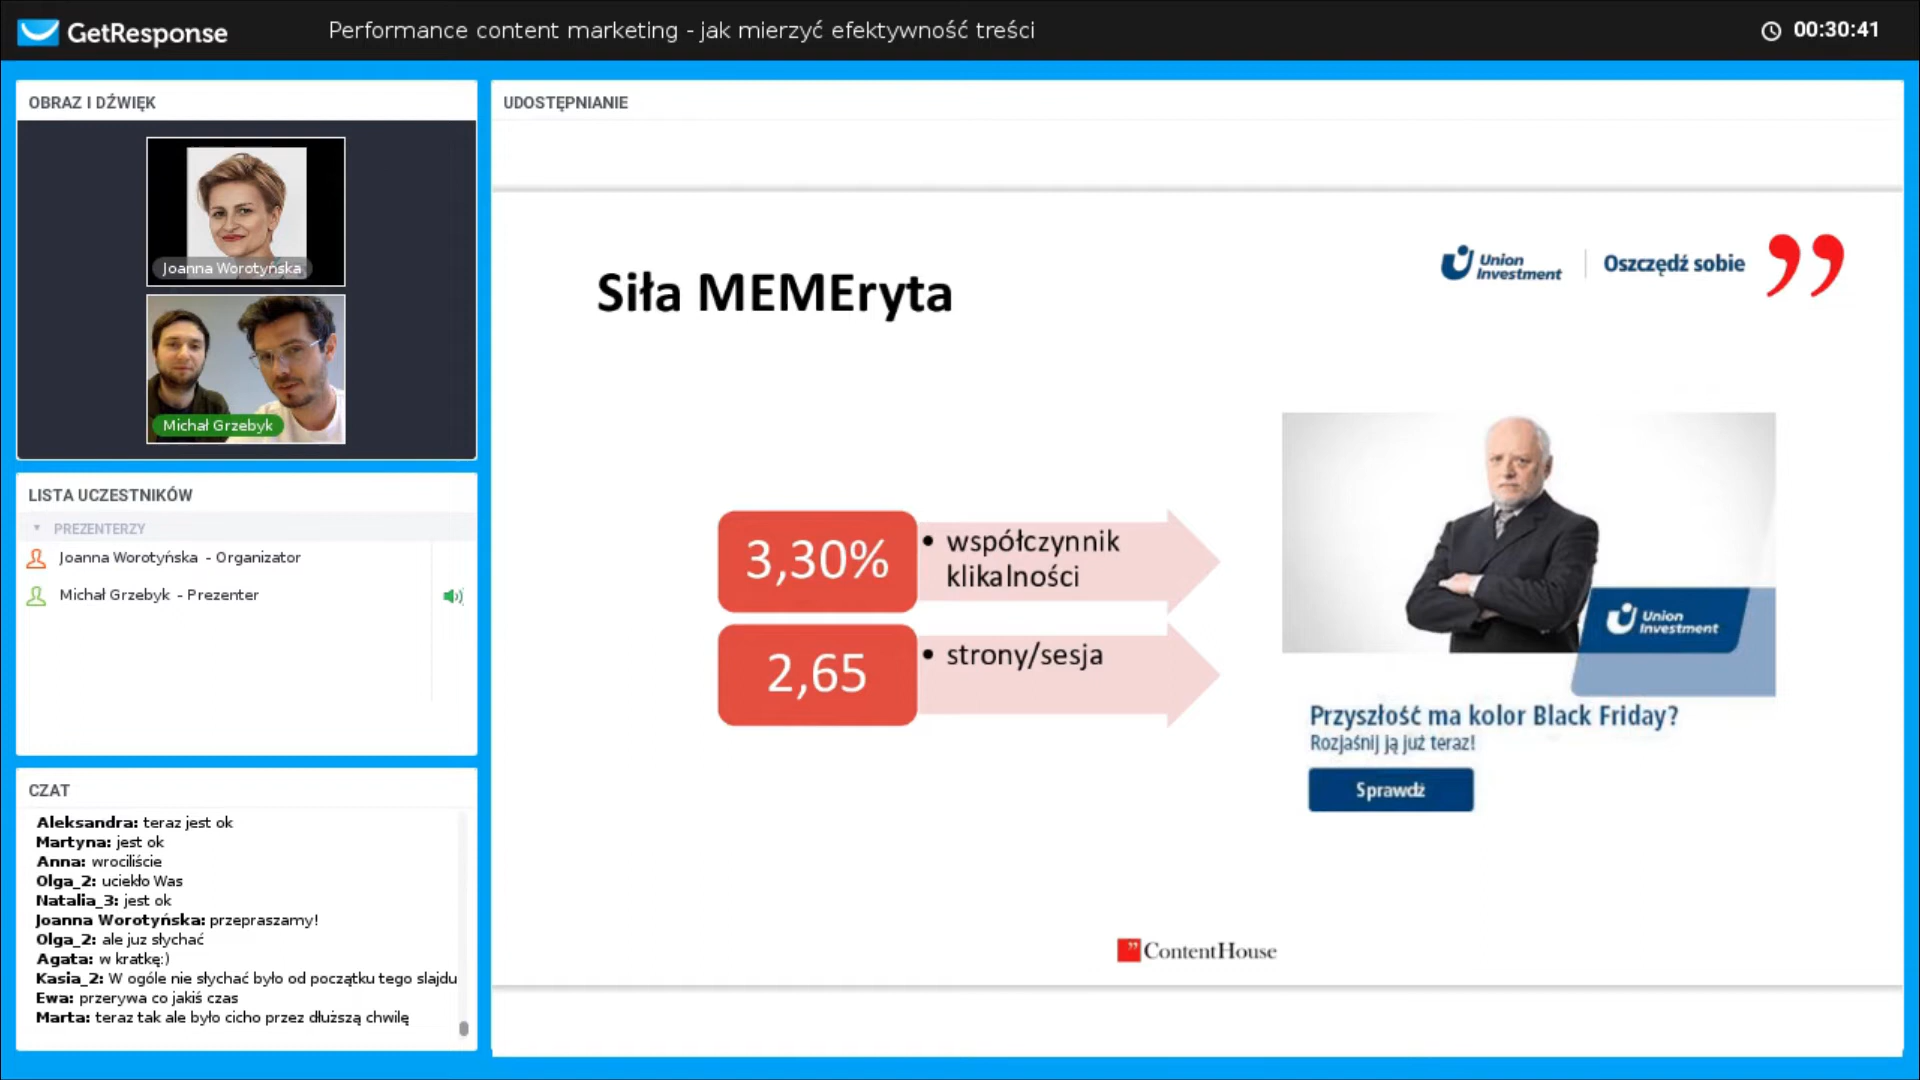 GetResponse
Performance content marketing - jak mierzyć efektywność treści
00:30:41
OBRAZ I DŹWIĘK
Joanna Worotyńska
Michał Grzebyk
LISTA UCZESTNIKÓW
PREZENTERZY
Joanna Worotyńska - Organizator
Michał Grzebyk - Prezenter
CZAT
Aleksandra: teraz jest ok
Martyna: jest ok
Anna: wrociliście
Olga_2: uciekło Was
Natalia_3: jest ok
Joanna Worotyńska: przepraszamy!
Olga_2: ale juz słychać
Agata: w kratkę:)
Kasia_2: W ogóle nie słychać było od początku tego slajdu
Ewa: przerywa co jakiś czas
Marta: teraz tak ale było cicho przez dłuższą chwilę
UDOSTĘPNIANIE
Siła MEMEryta
Union
Investment
Oszczędź sobie
3,30%
• współczynnik
klikalności
2,65
• strony/sesja
Union
Investment
Przyszłość ma kolor Black Friday?
Rozjaśnij ją już teraz!
Sprawdź
ContentHouse